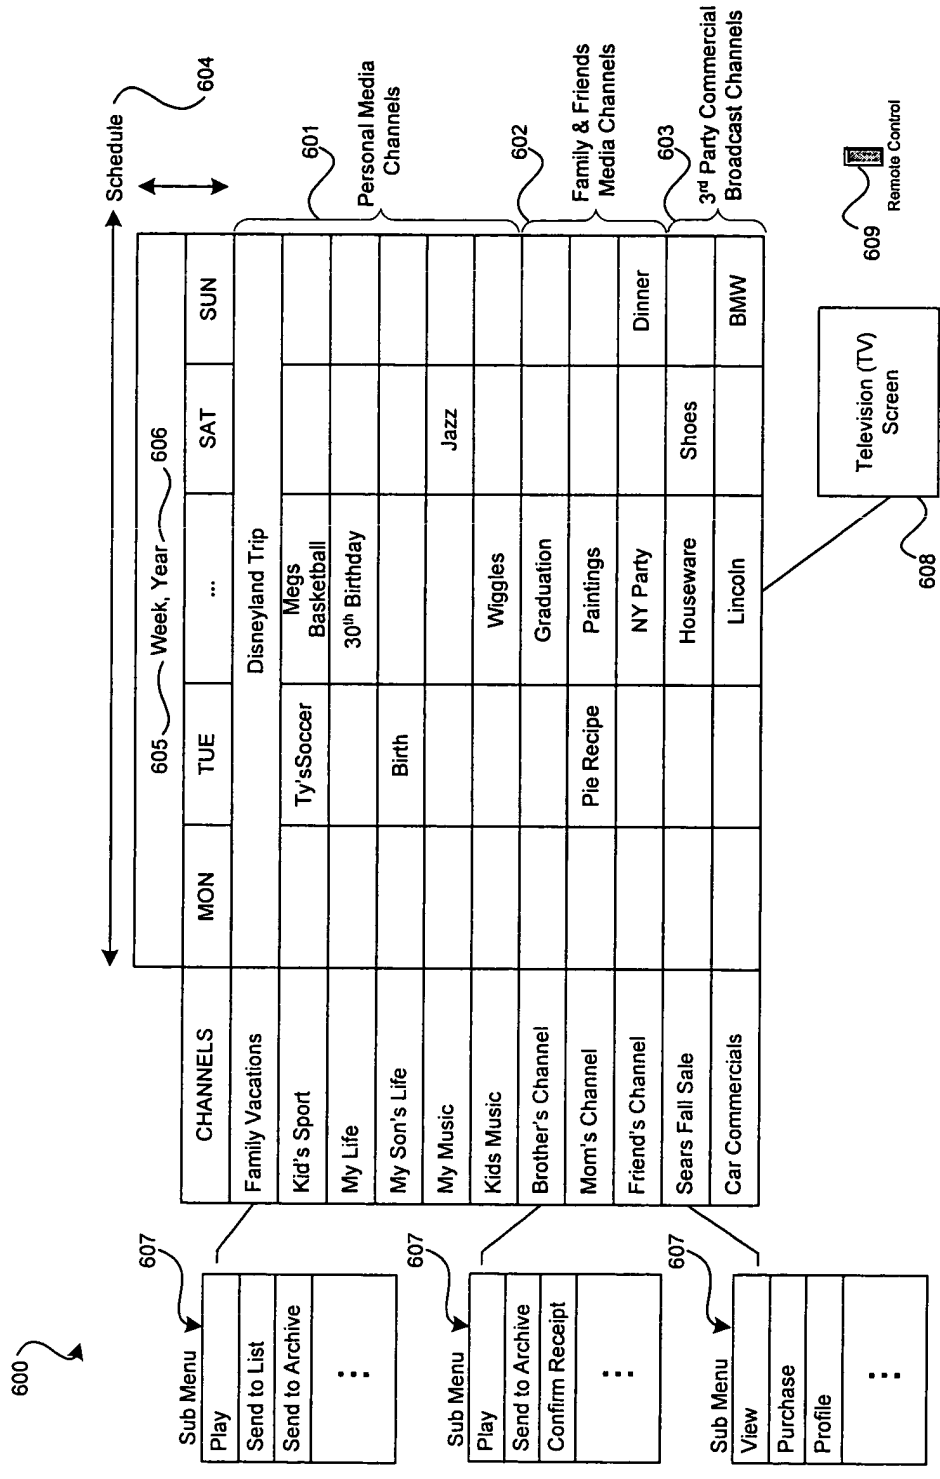 600
Schedule
604
605
Week, Year
606
CHANNELS
MON
TUE
...
SAT
SUN
Family Vacations
Disneyland Trip
Kid's Sport
Ty'sSoccer
Megs
Basketball
My Life
30th Birthday
My Son's Life
Birth
My Music
Jazz
Kids Music
Wiggles
Brother's Channel
Graduation
Mom's Channel
Pie Recipe
Paintings
Friend's Channel
NY Party
Dinner
Sears Fall Sale
Houseware
Shoes
Car Commercials
Lincoln
BMW
601
Personal Media
Channels
602
Family & Friends
Media Channels
603
3rd Party Commercial
Broadcast Channels
607
Sub Menu
Play
Send to List
Send to Archive
⋮
607
Sub Menu
Play
Send to Archive
Confirm Receipt
⋮
607
Sub Menu
View
Purchase
Profile
⋮
Television (TV)
Screen
608
609
Remote Control